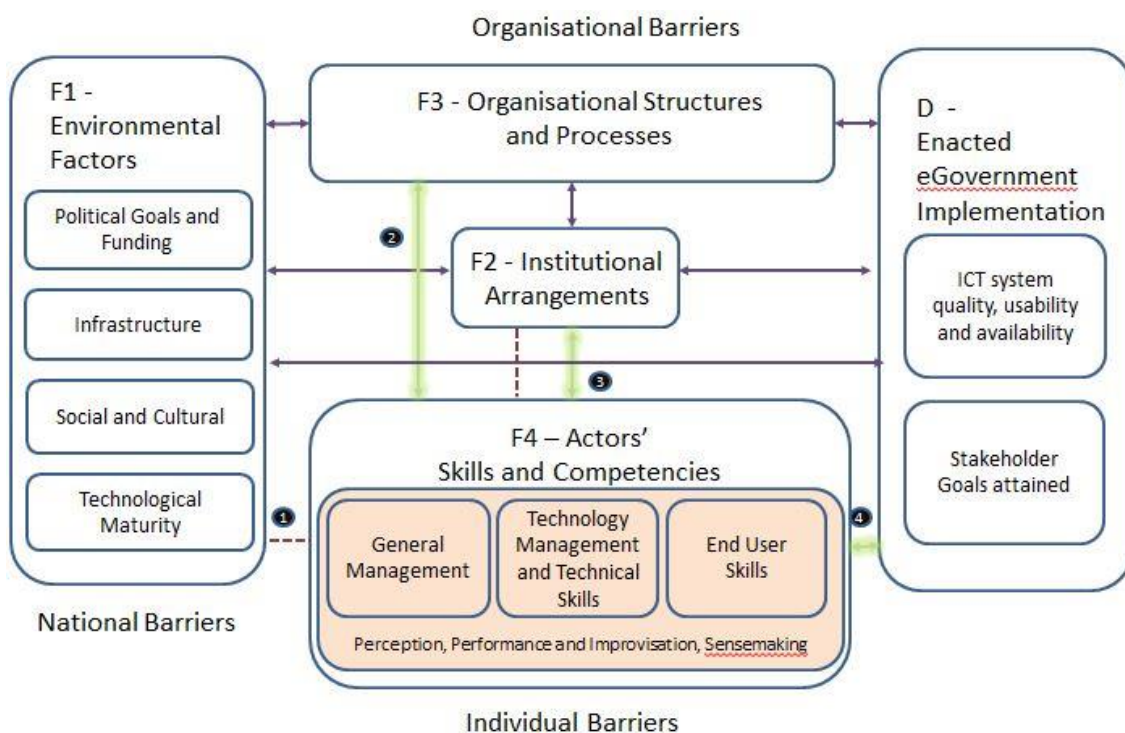 Organisational Barriers
F1 -
Environmental
Factors
Political Goals and
Funding
Infrastructure
Social and Cultural
Technological
Maturity
National Barriers
F3 - Organisational Structures
and Processes
2
F2 - Institutional
Arrangements
3
1
F4 – Actors’
Skills and Competencies
General
Management
Technology
Management
and Technical
Skills
End User
Skills
Perception, Performance and Improvisation, Sensemaking
4
Individual Barriers
D -
Enacted
eGovernment
Implementation
ICT system
quality, usability
and availability
Stakeholder
Goals attained